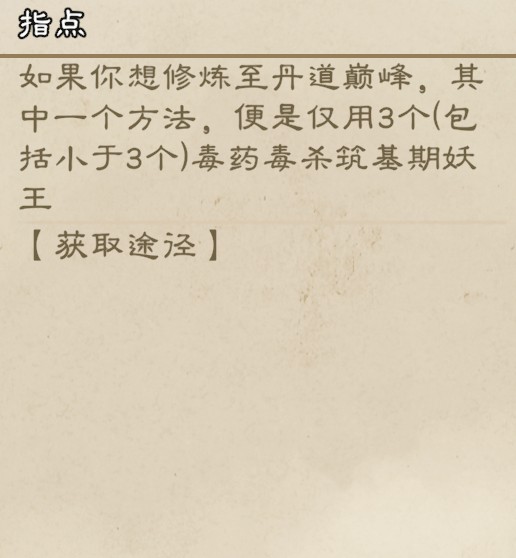 指点
如果你想修炼至丹道巅峰，其
中一个方法，便是仅用3个(包
括小于3个)毒药毒杀筑基期妖
王
【获取途径】